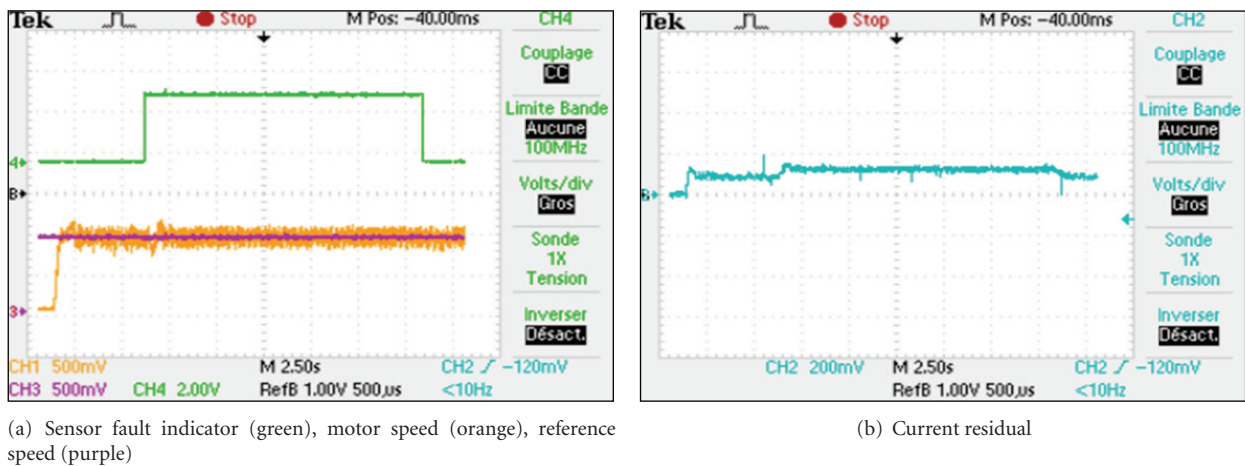 Tek Stop M Pos: -40.00ms CH4
Couplage
CC
Limite Bande
Aucune
100MHz
Volts/div
Gros
Sonde
1X
Tension
Inverser
Désact.
4
B
3
CH1 500mV M 2.50s CH2 -120mV
CH3 500mV CH4 2.00V RefB 1.00V 500µs <10Hz
(a) Sensor fault indicator (green), motor speed (orange), reference
speed (purple)
Tek Stop M Pos: -40.00ms CH2
Couplage
CC
Limite Bande
Aucune
100MHz
Volts/div
Gros
Sonde
1X
Tension
Inverser
Désact.
CH2 200mV M 2.50s CH2 -120mV
RefB 1.00V 500µs <10Hz
(b) Current residual